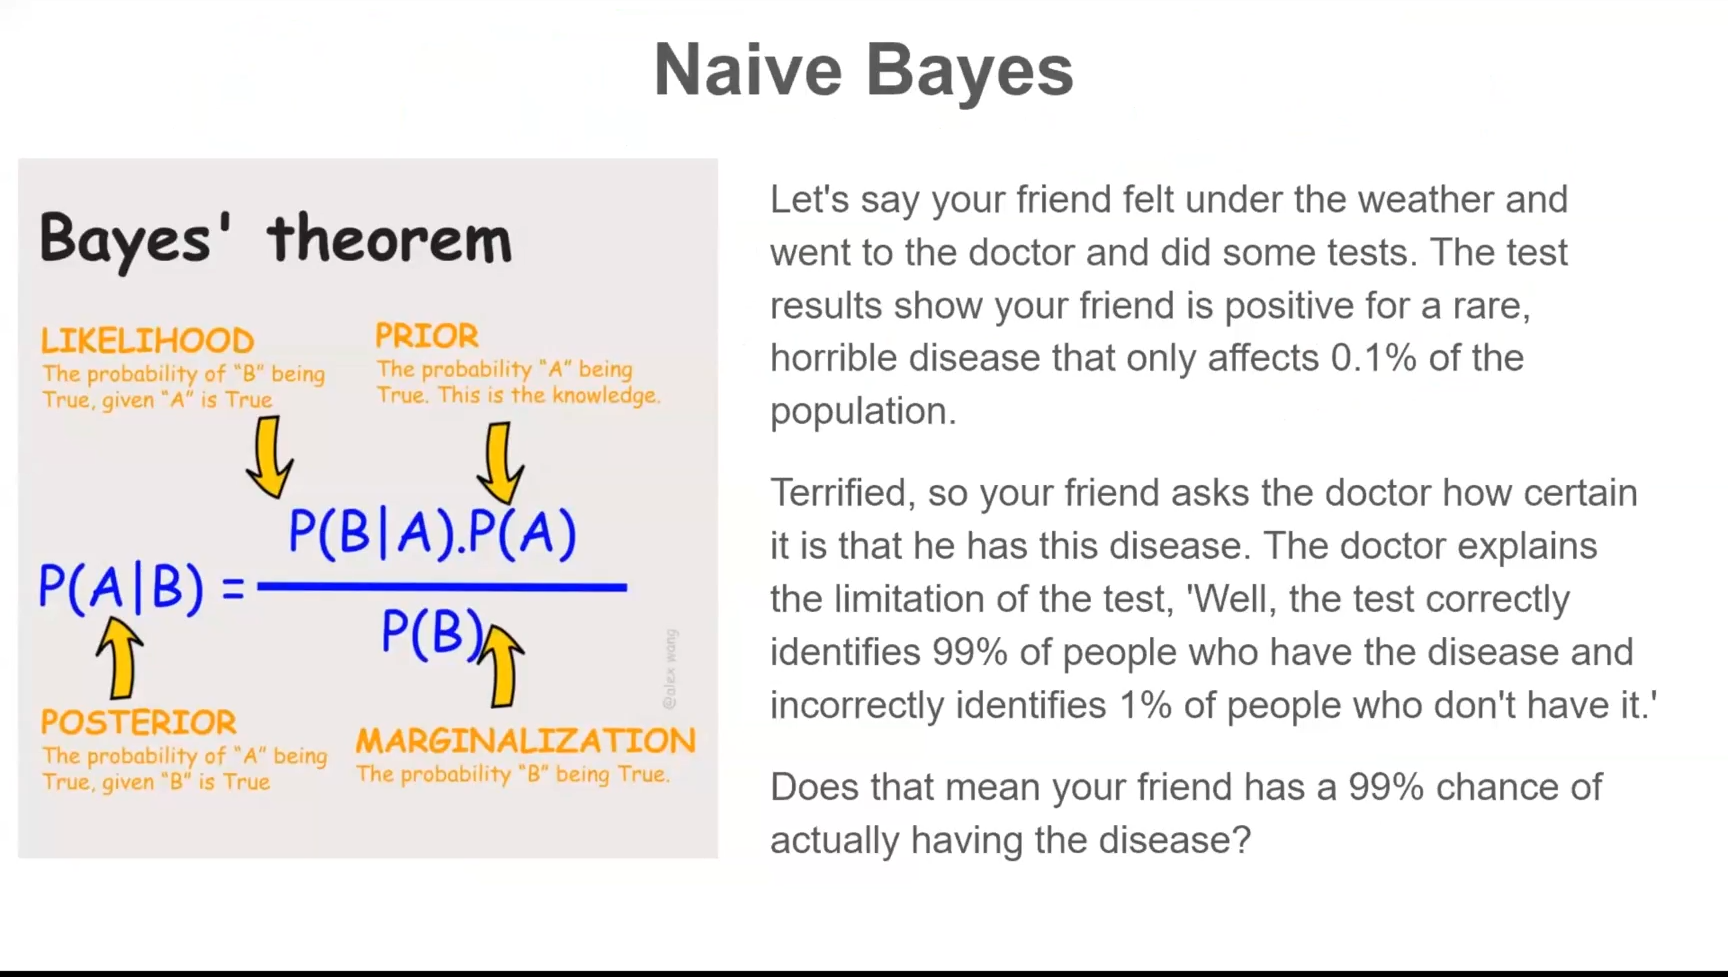 Naive Bayes
Bayes' theorem
LIKELIHOOD
The probability of "B" being
True, given "A" is True
PRIOR
The probability "A" being
True. This is the knowledge.
P(B|A).P(A)
P(A|B) =
P(B)
POSTERIOR
The probability of "A" being
True, given "B" is True
MARGINALIZATION
The probability "B" being True.
@alex wang
Let's say your friend felt under the weather and
went to the doctor and did some tests. The test
results show your friend is positive for a rare,
horrible disease that only affects 0.1% of the
population.
Terrified, so your friend asks the doctor how certain
it is that he has this disease. The doctor explains
the limitation of the test, 'Well, the test correctly
identifies 99% of people who have the disease and
incorrectly identifies 1% of people who don't have it.'
Does that mean your friend has a 99% chance of
actually having the disease?